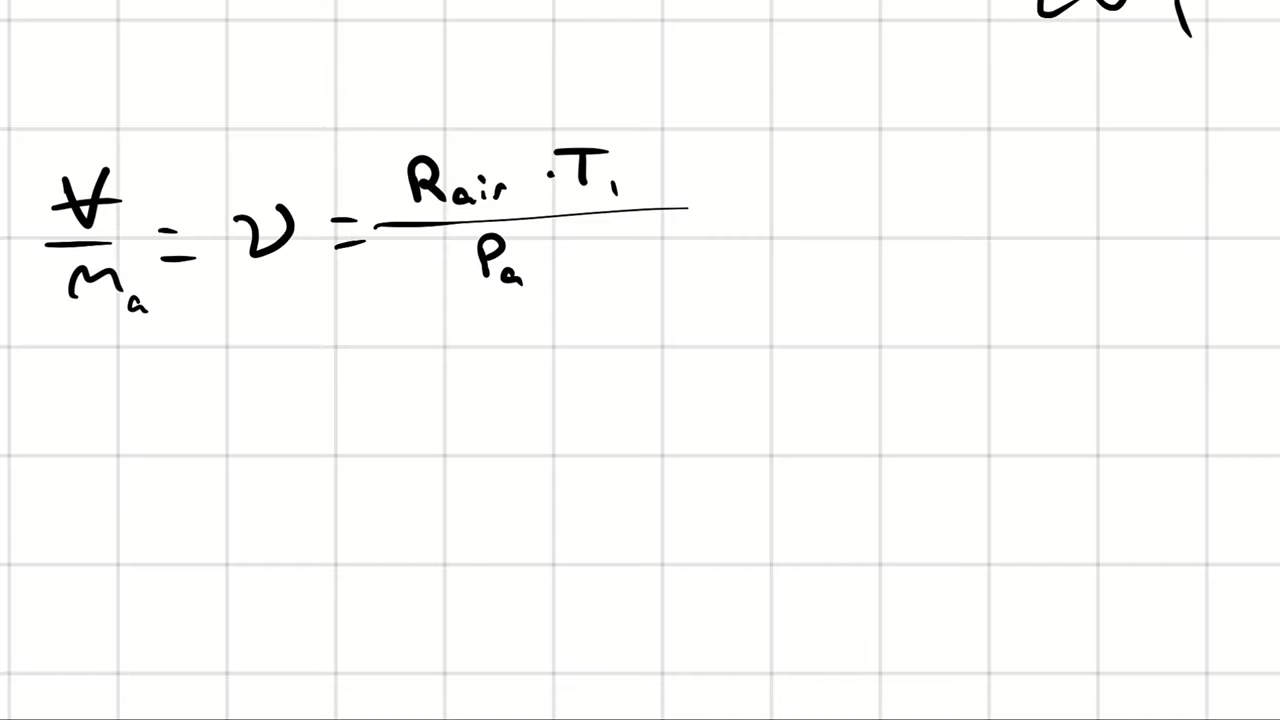 V/m_a = v = R_air · T_1 / P_a